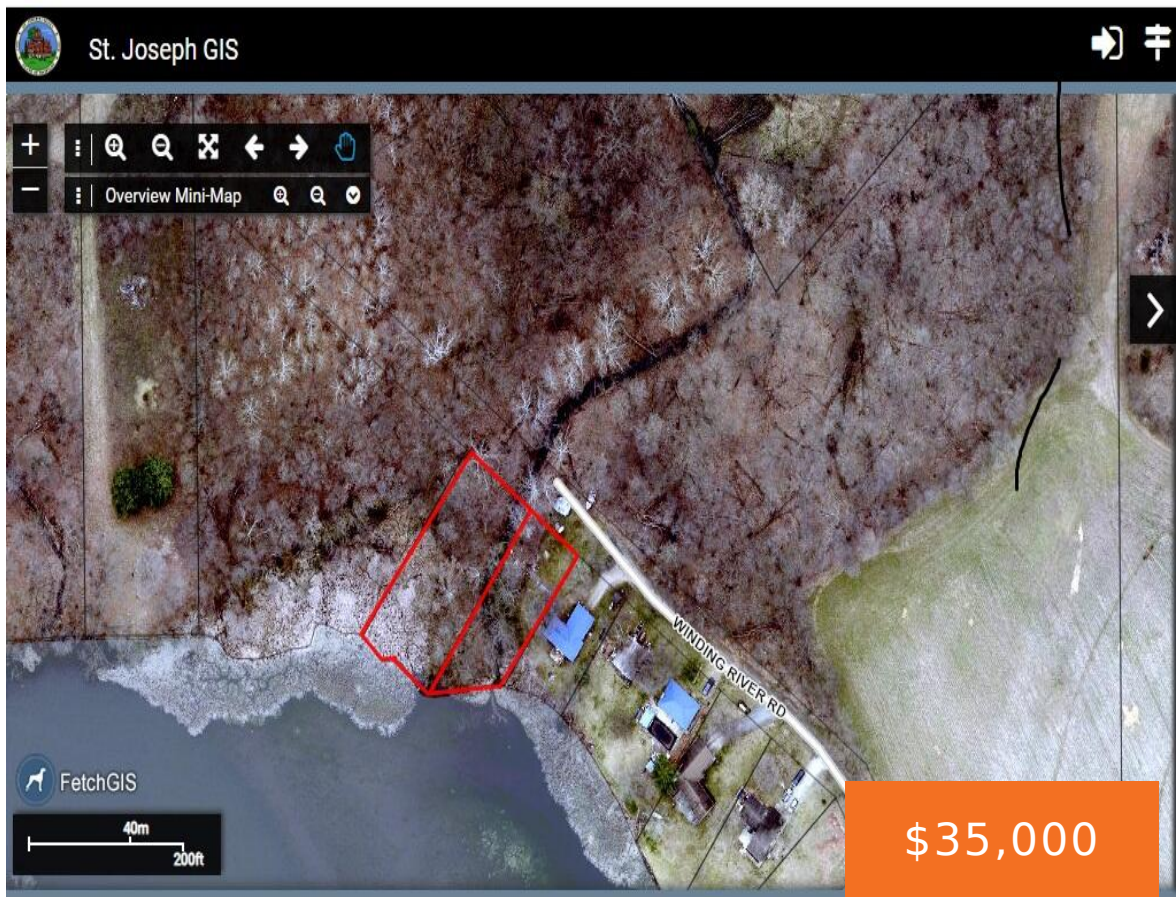 St. Joseph GIS
+
−
Overview Mini-Map
WINDING RIVER RD
FetchGIS
40m
200ft
$35,000